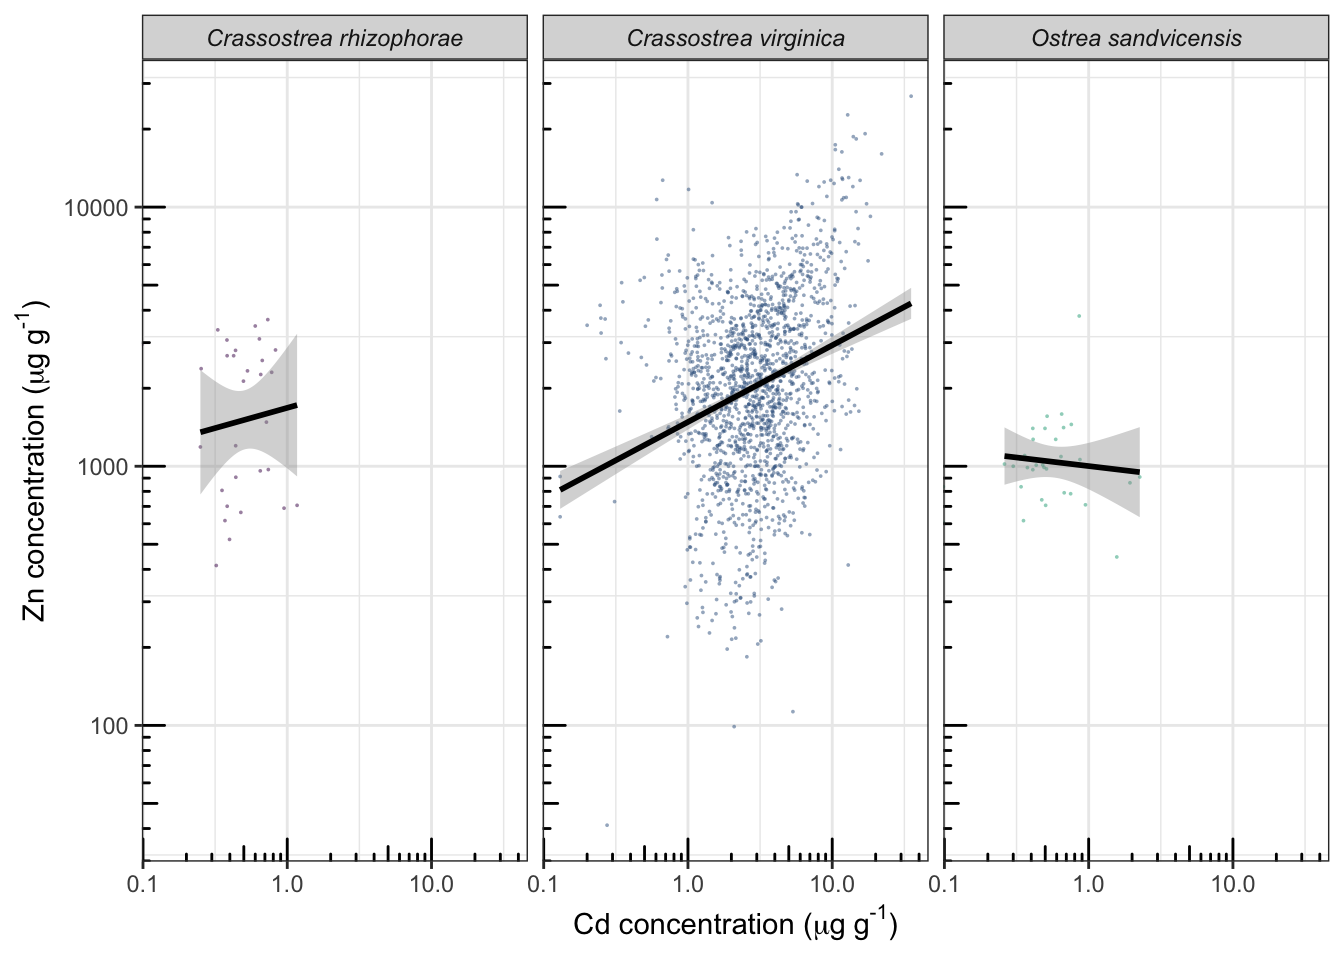 Crassostrea rhizophorae
Crassostrea virginica
Ostrea sandvicensis
Zn concentration (µg g⁻¹)
10000
1000
100
0.1 1.0 10.0
0.1 1.0 10.0
0.1 1.0 10.0
Cd concentration (µg g⁻¹)